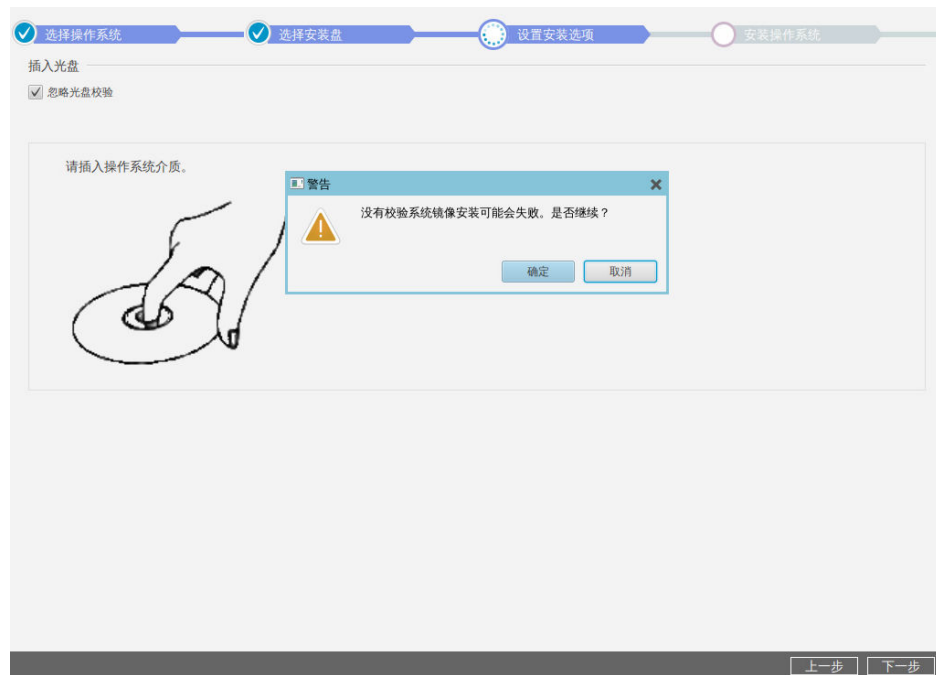 选择操作系统
选择安装盘
设置安装选项
安装操作系统
插入光盘
忽略光盘校验
请插入操作系统介质。
警告
没有校验系统镜像安装可能会失败。是否继续？
确定
取消
上一步
下一步